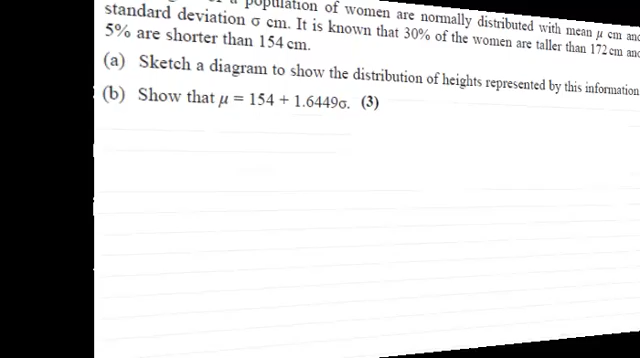 population of women are normally distributed with mean μ cm and
standard deviation σ cm. It is known that 30% of the women are taller than 172 cm and
5% are shorter than 154 cm.
(a) Sketch a diagram to show the distribution of heights represented by this information
(b) Show that μ = 154 + 1.6449σ. (3)